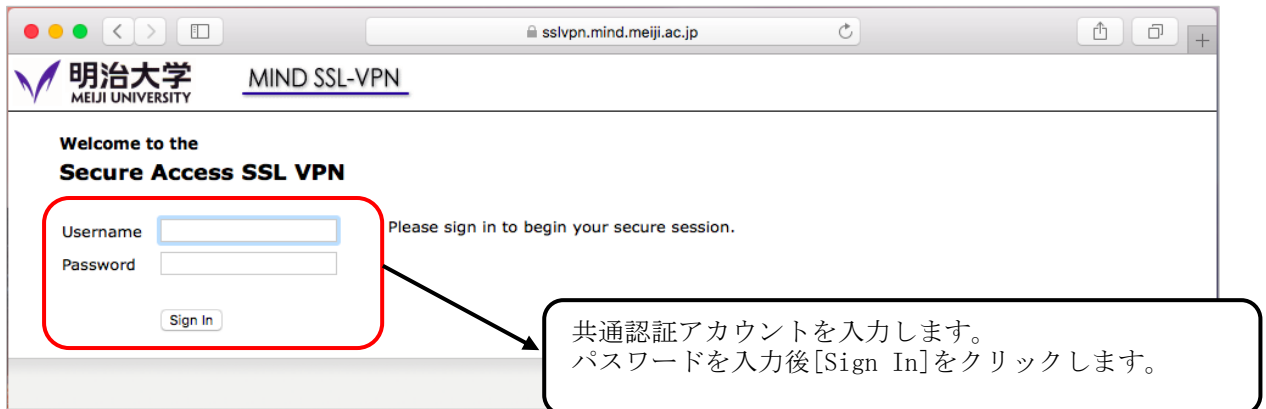 sslvpn.mind.meiji.ac.jp
明治大学
MEIJI UNIVERSITY
MIND SSL-VPN
Welcome to the
Secure Access SSL VPN
Username
Please sign in to begin your secure session.
Password
Sign In
共通認証アカウントを入力します。
パスワードを入力後[Sign In]をクリックします。